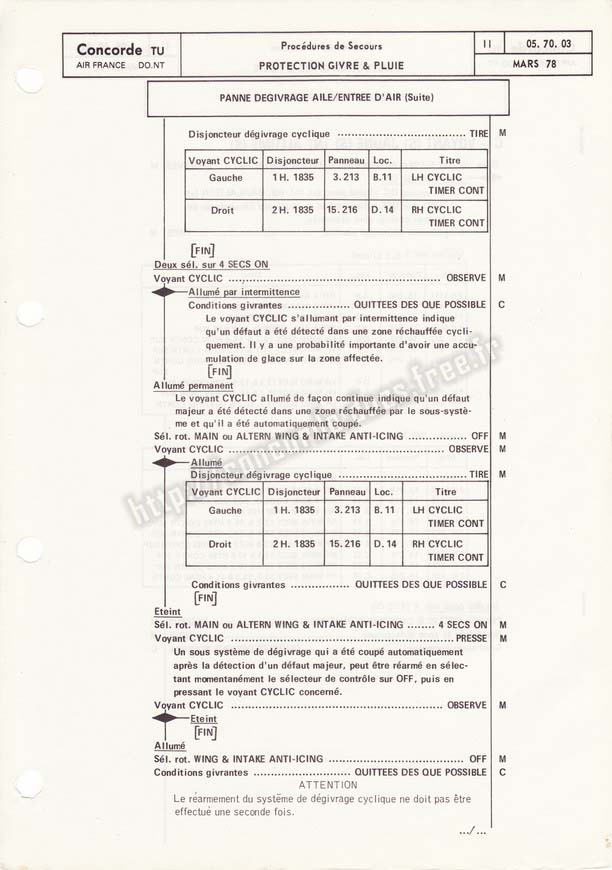 Concorde TU
AIR FRANCE DO.NT
Procédures de Secours
PROTECTION GIVRE & PLUIE
II
05. 70. 03
MARS 78
PANNE DEGIVRAGE AILE/ENTREE D'AIR (Suite)
Disjoncteur dégivrage cyclique ........................................ TIRE M
Voyant CYCLIC Disjoncteur Panneau Loc. Titre
Gauche 1 H. 1835 3.213 B.11 LH CYCLIC
TIMER CONT
Droit 2 H. 1835 15.216 D. 14 RH CYCLIC
TIMER CONT
[FIN]
Deux sél. sur 4 SECS ON
Voyant CYCLIC ............................................................ OBSERVE M
Allumé par intermittence
Conditions givrantes .................. QUITTEES DES QUE POSSIBLE C
Le voyant CYCLIC s'allumant par intermittence indique
qu'un défaut a été détecté dans une zone réchauffée cycli-
quement. Il y a une probabilité importante d'avoir une accu-
mulation de glace sur la zone affectée.
[FIN]
Allumé permanent
Le voyant CYCLIC allumé de façon continue indique qu'un défaut
majeur a été détecté dans une zone réchauffée par le sous-systè-
me et qu'il a été automatiquement coupé.
Sél. rot. MAIN ou ALTERN WING & INTAKE ANTI-ICING .................. OFF M
Voyant CYCLIC ............................................................ OBSERVE M
Allumé
Disjoncteur dégivrage cyclique ........................................ TIRE M
Voyant CYCLIC Disjoncteur Panneau Loc. Titre
Gauche 1 H. 1835 3.213 B. 11 LH CYCLIC
TIMER CONT
Droit 2 H. 1835 15.216 D. 14 RH CYCLIC
TIMER CONT
Conditions givrantes .................. QUITTEES DES QUE POSSIBLE C
[FIN]
Eteint
Sél. rot. MAIN ou ALTERN WING & INTAKE ANTI-ICING ........ 4 SECS ON M
Voyant CYCLIC ............................................................ PRESSE M
Un sous système de dégivrage qui a été coupé automatiquement
après la détection d'un défaut majeur, peut être réarmé en sélec-
tant momentanément le sélecteur de contrôle sur OFF, puis en
pressant le voyant CYCLIC concerné.
Voyant CYCLIC ............................................................ OBSERVE M
Eteint
[FIN]
Allumé
Sél. rot. WING & INTAKE ANTI-ICING ........................................ OFF M
Conditions givrantes ............................ QUITTEES DES QUE POSSIBLE C
ATTENTION
Le réarmement du système de dégivrage cyclique ne doit pas être
effectué une seconde fois.
.../...